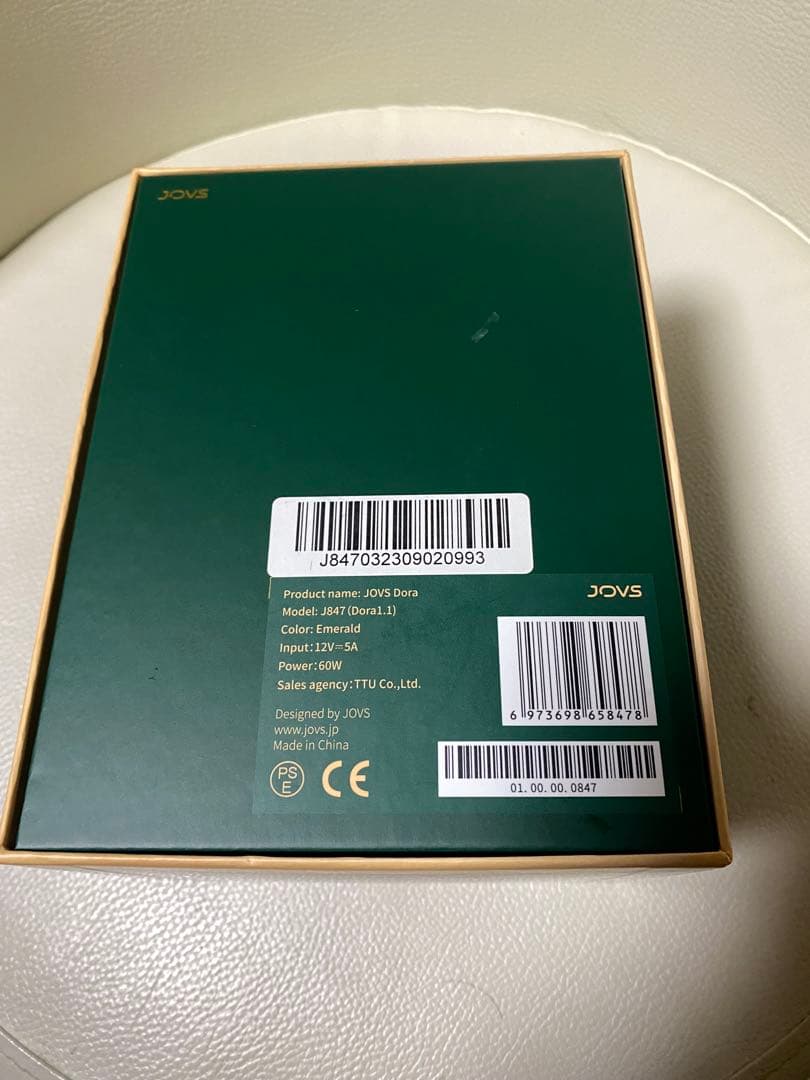 JOVS
J847032309020993
Product name: JOVS Dora
JOVS
Model: J847 (Dora1.1)
Color: Emerald
Input:12V⎓5A
Power:60W
Sales agency:TTU Co.,Ltd.
6 973698 658478
Designed by JOVS
www.jovs.jp
Made in China
PS
E
CE
01. 00. 00. 0847